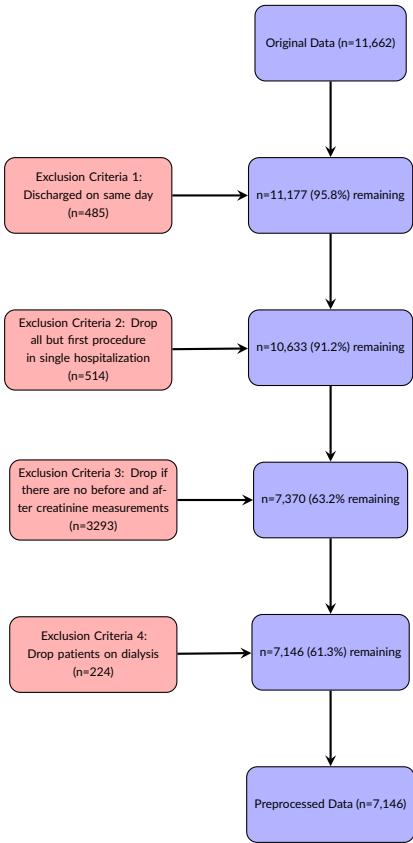 Original Data (n=11,662)
Exclusion Criteria 1:
Discharged on same day
(n=485)
n=11,177 (95.8%) remaining
Exclusion Criteria 2: Drop
all but first procedure
in single hospitalization
(n=514)
n=10,633 (91.2%) remaining
Exclusion Criteria 3: Drop if
there are no before and af-
ter creatinine measurements
(n=3293)
n=7,370 (63.2% remaining
Exclusion Criteria 4:
Drop patients on dialysis
(n=224)
n=7,146 (61.3%) remaining
Preprocessed Data (n=7,146)